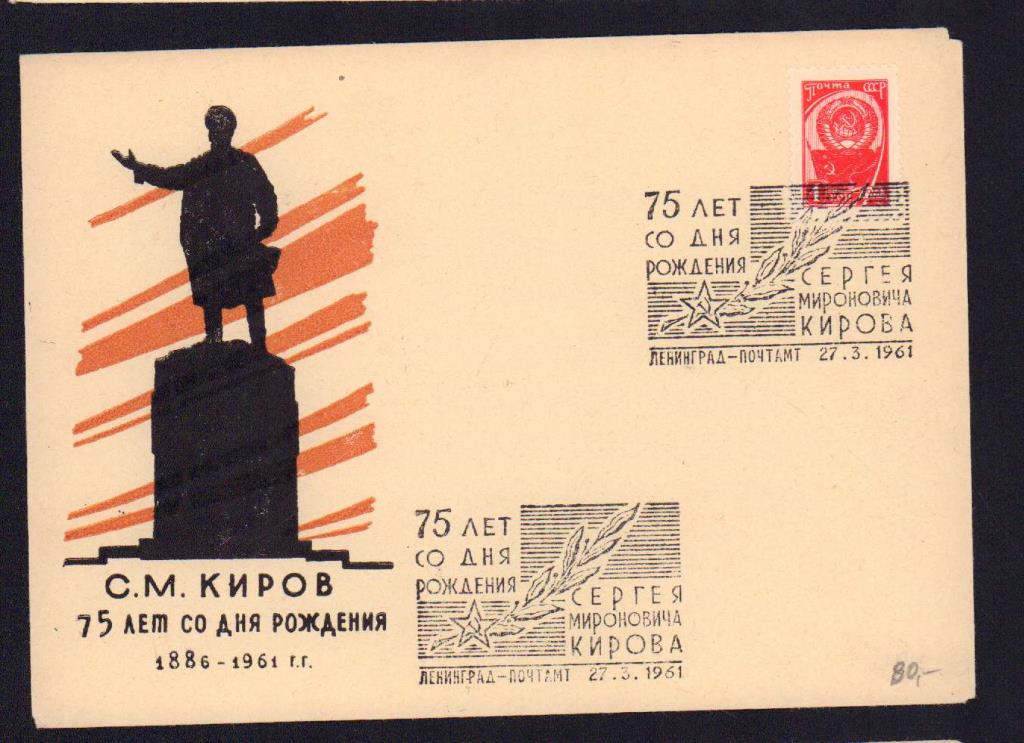 Почта СССР
75 ЛЕТ
СО ДНЯ
РОЖДЕНИЯ
СЕРГЕЯ
МИРОНОВИЧА
КИРОВА
ЛЕНИНГРАД-ПОЧТАМТ 27.3.1961
С.М. КИРОВ
75 ЛЕТ СО ДНЯ РОЖДЕНИЯ
1886-1961 г.г.
75 ЛЕТ
СО ДНЯ
РОЖДЕНИЯ
СЕРГЕЯ
МИРОНОВИЧА
КИРОВА
ЛЕНИНГРАД-ПОЧТАМТ 27.3.1961
80,-